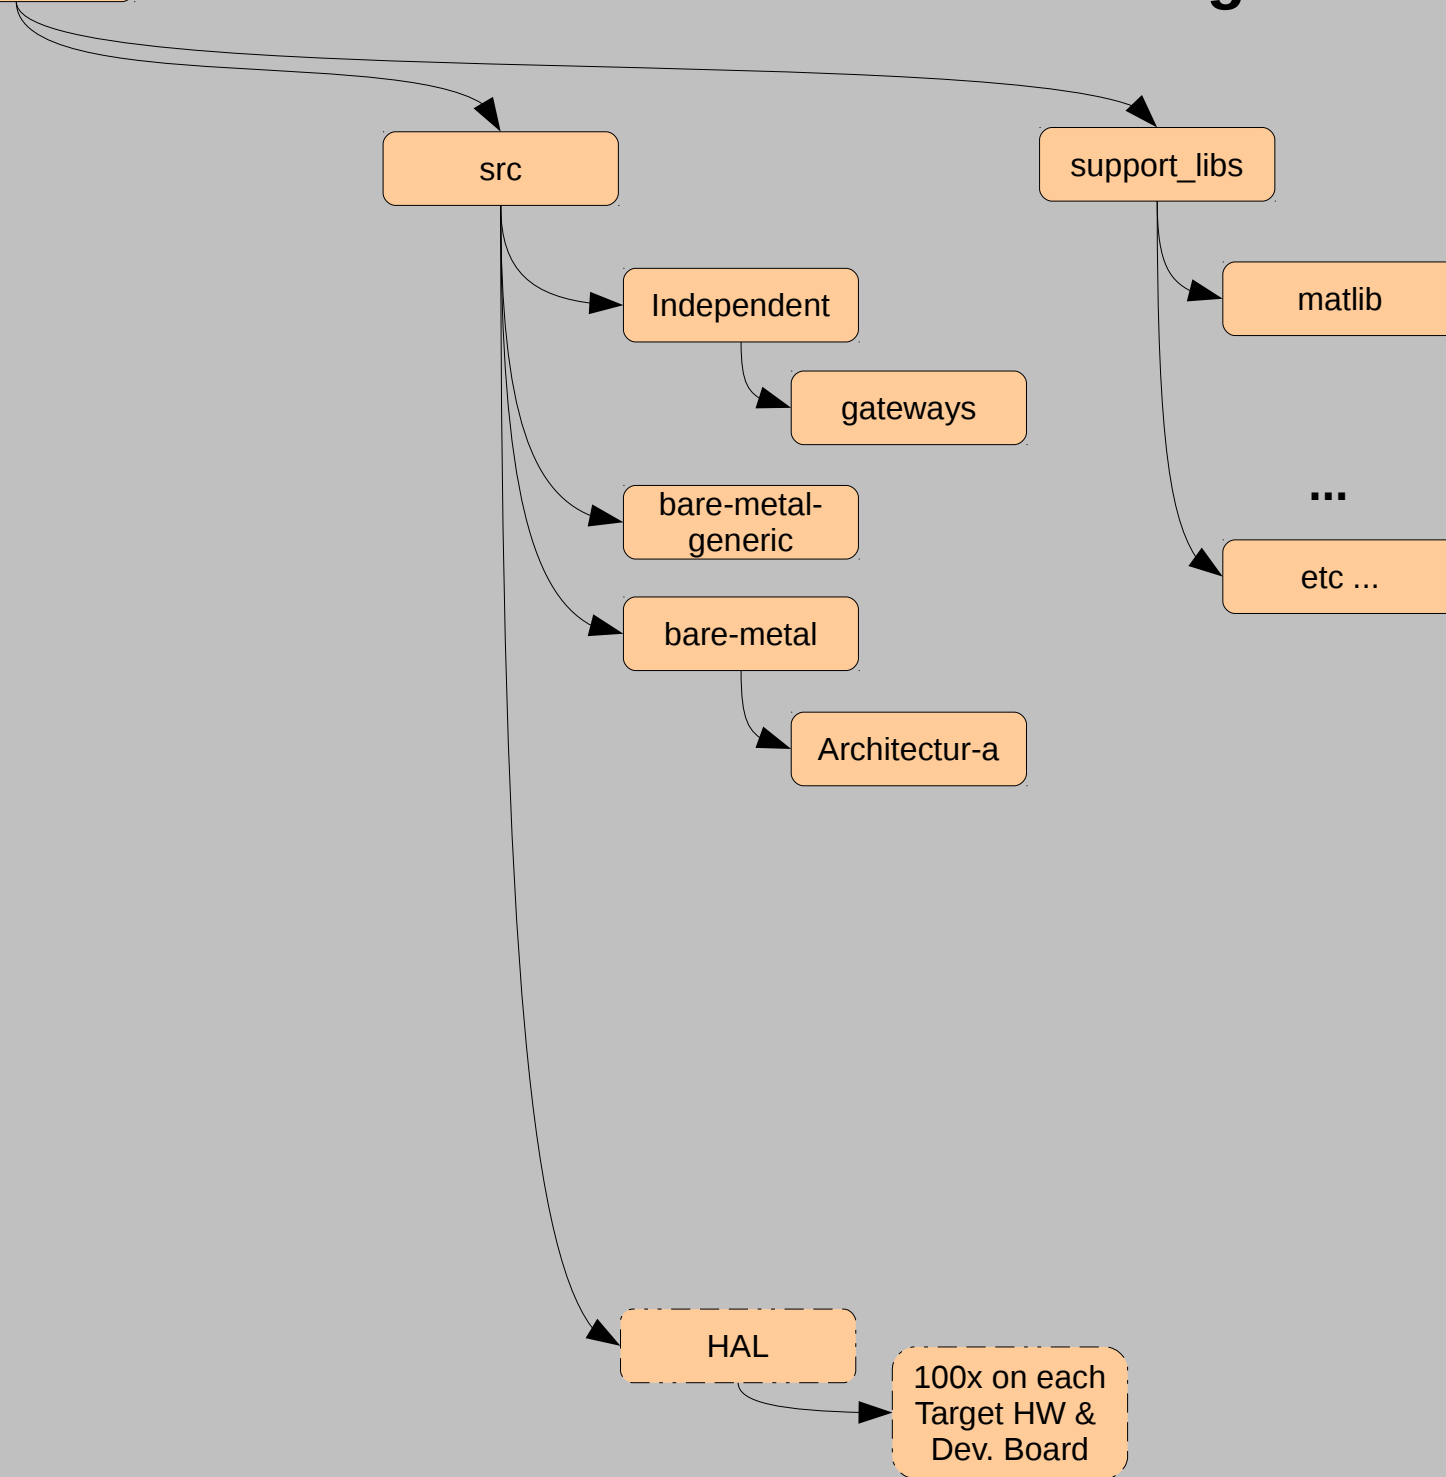 src
support_libs
Independent
matlib
gateways
bare-metal-
generic
...
etc ...
bare-metal
Architectur-a
HAL
100x on each
Target HW &
Dev. Board